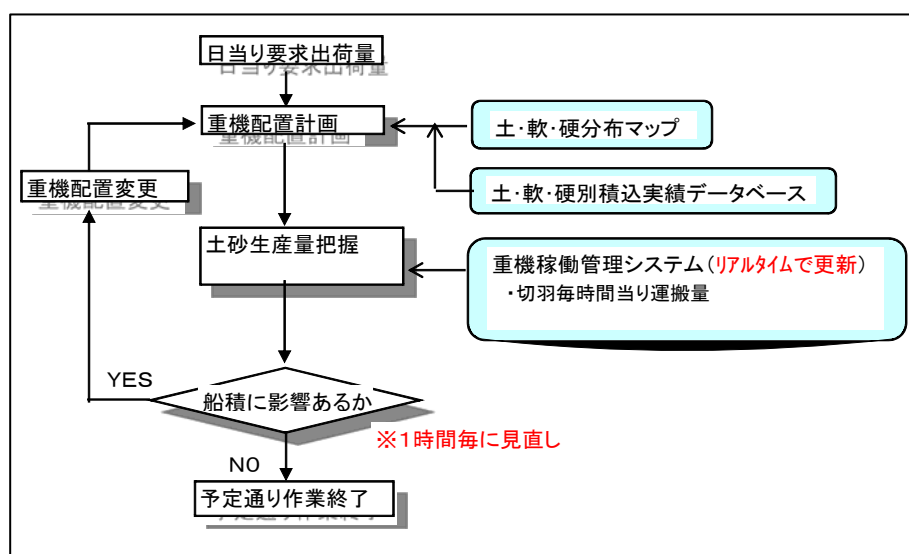 日当り要求出荷量
重機配置計画
土・軟・硬分布マップ
重機配置変更
土・軟・硬別積込実績データベース
土砂生産量把握
重機稼働管理システム(リアルタイムで更新)
・切羽毎時間当り運搬量
YES
船積に影響あるか
※1時間毎に見直し
NO
予定通り作業終了